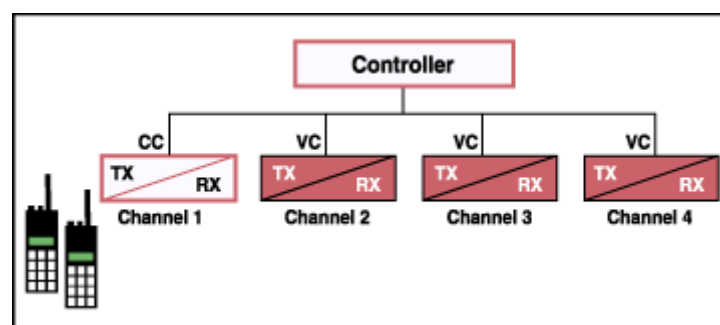 Controller
CC VC VC VC
TX RX TX RX TX RX TX RX
Channel 1 Channel 2 Channel 3 Channel 4